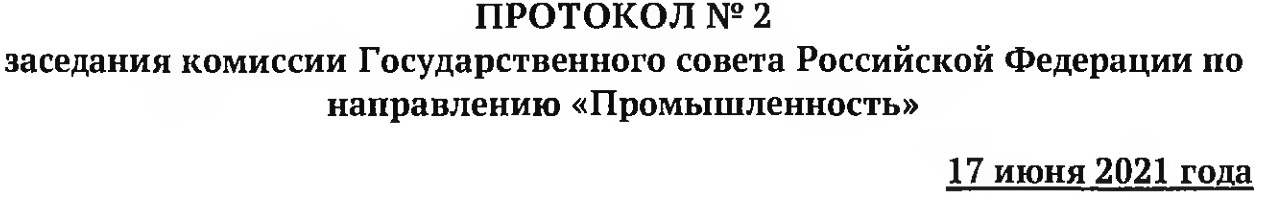 ПРОТОКОЛ № 2
заседания комиссии Государственного совета Российской Федерации по
направлению «Промышленность»
17 июня 2021 года